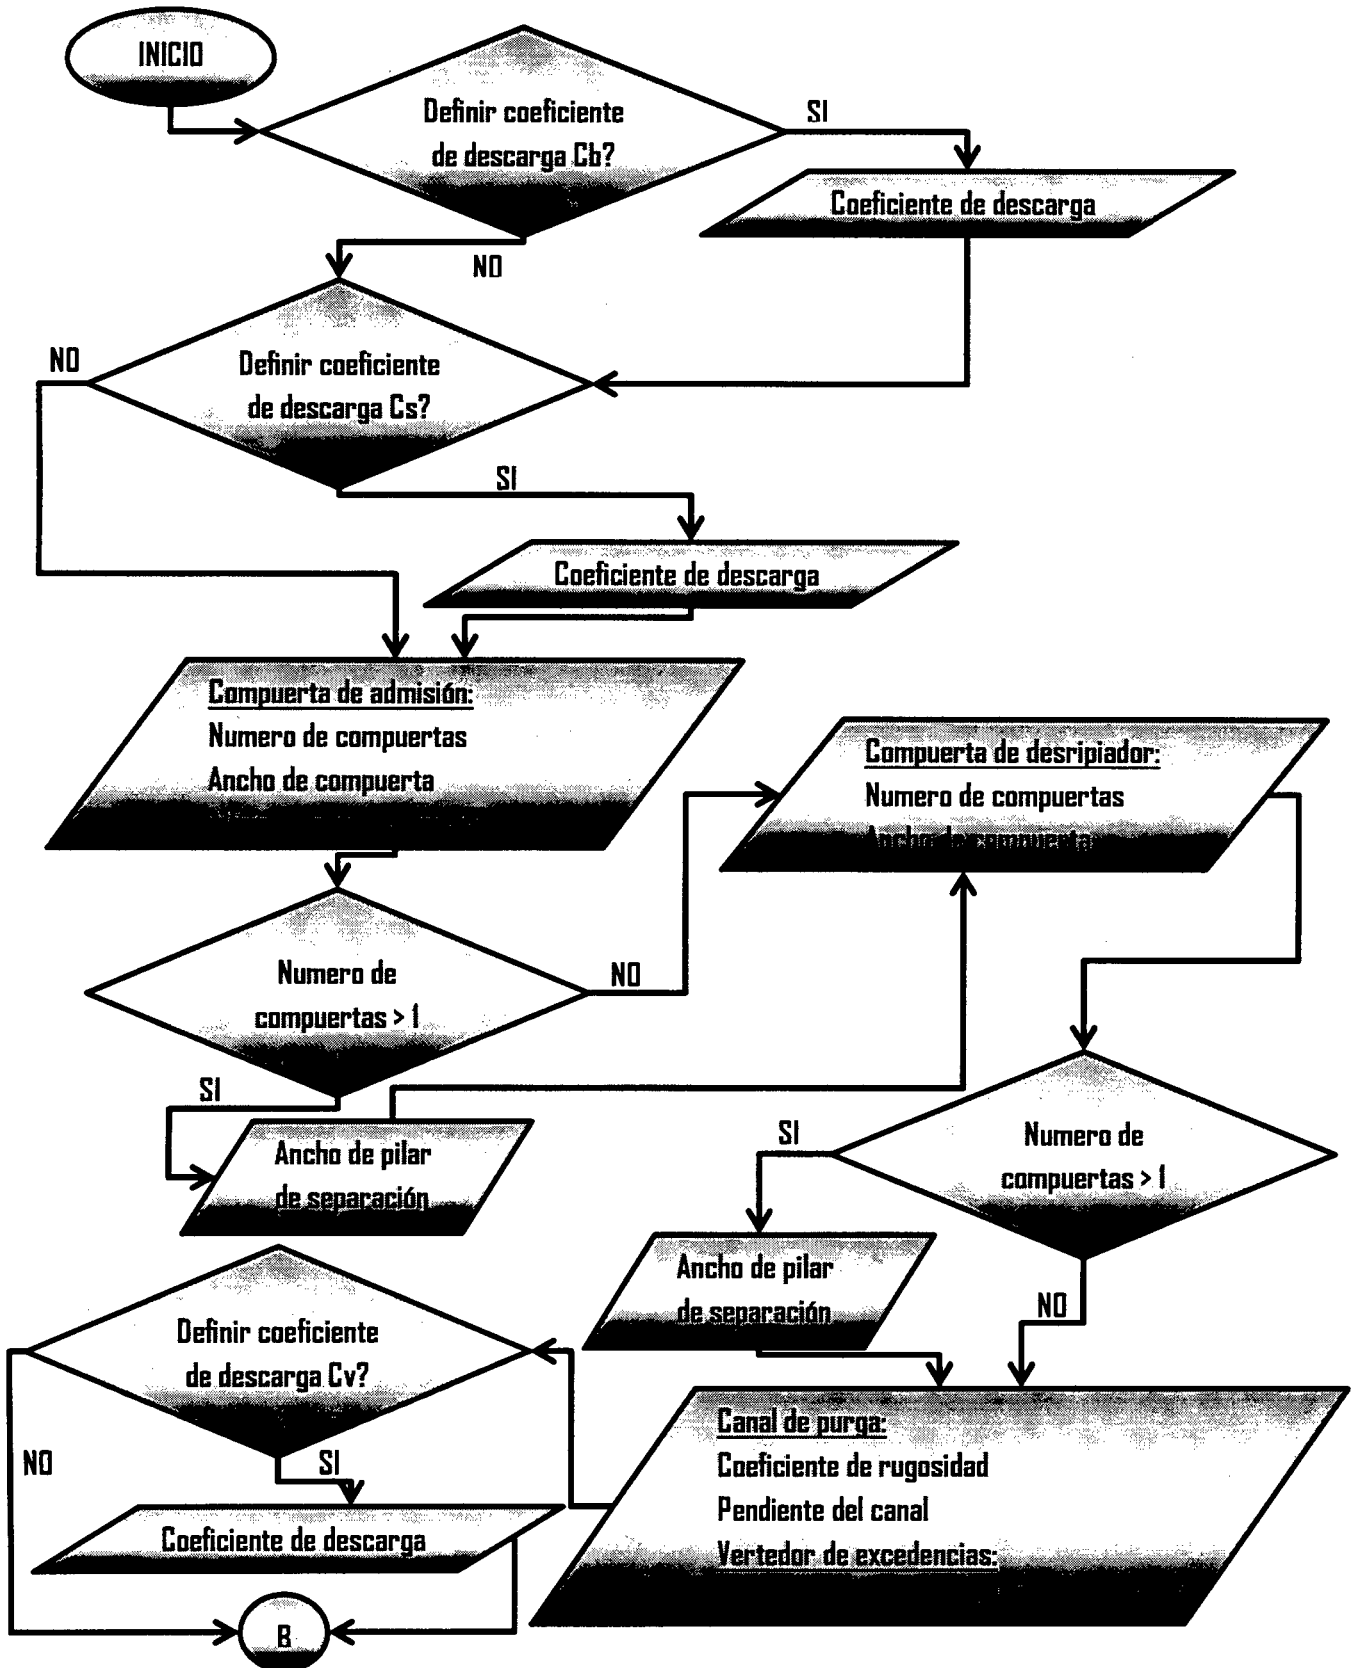 INICIO
Definir coeficiente
de descarga Cb?
SI
Coeficiente de descarga
NO
Definir coeficiente
de descarga Cs?
NO
SI
Coeficiente de descarga
Compuerta de admisión:
Numero de compuertas
Ancho de compuerta
Compuerta de desripiador:
Numero de compuertas
Ancho de compuerta
Numero de
compuertas > 1
NO
SI
Ancho de pilar
de separación
Numero de
compuertas > 1
SI
NO
Ancho de pilar
de separación
Canal de purga:
Coeficiente de rugosidad
Pendiente del canal
Vertedor de excedencias:
Definir coeficiente
de descarga Cv?
NO
SI
Coeficiente de descarga
B